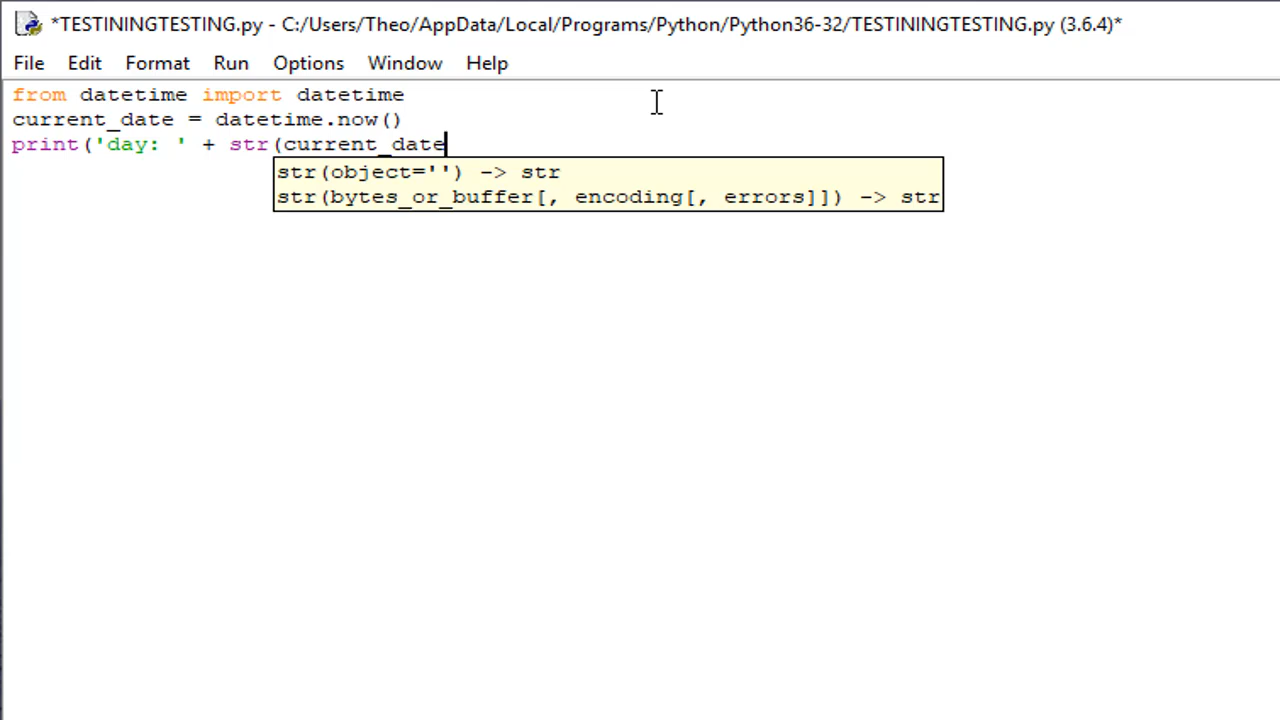 *TESTININGTESTING.py - C:/Users/Theo/AppData/Local/Programs/Python/Python36-32/TESTININGTESTING.py (3.6.4)*
File Edit Format Run Options Window Help
from datetime import datetime
current_date = datetime.now()
print('day: ' + str(current_date
str(object='') -> str
str(bytes_or_buffer[, encoding[, errors]]) -> str